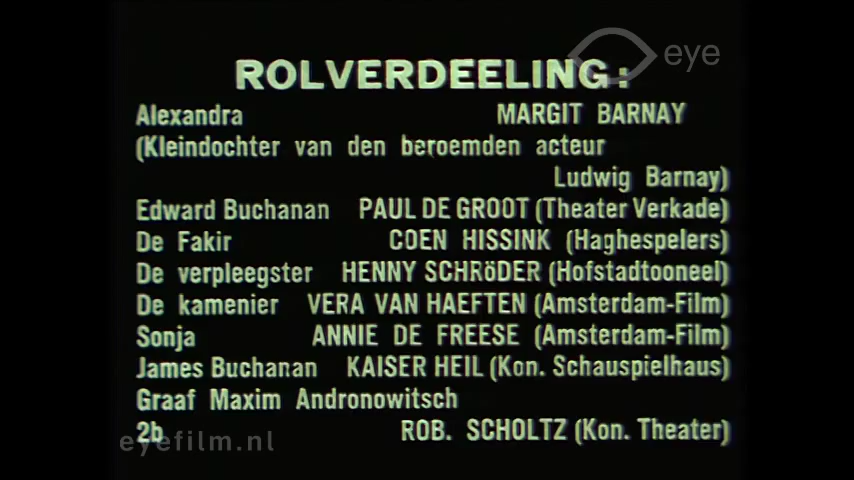 eye
ROLVERDEELING:
Alexandra MARGIT BARNAY
(Kleindochter van den beroemden acteur
Ludwig Barnay)
Edward Buchanan PAUL DE GROOT (Theater Verkade)
De Fakir COEN HISSINK (Haghespelers)
De verpleegster HENNY SCHRöDER (Hofstadtooneel)
De kamenier VERA VAN HAEFTEN (Amsterdam-Film)
Sonja ANNIE DE FREESE (Amsterdam-Film)
James Buchanan KAISER HEIL (Kon. Schauspielhaus)
Graaf Maxim Andronowitsch
2b ROB. SCHOLTZ (Kon. Theater)
eyefilm.nl